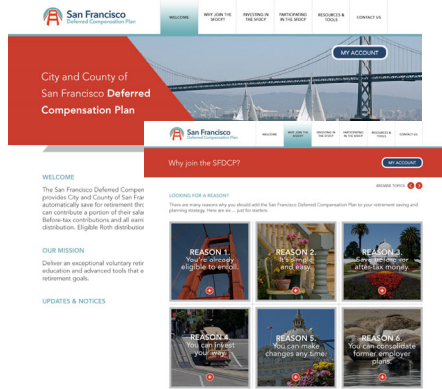 San Francisco
Deferred Compensation Plan
WELCOME
WHY JOIN THE
SFDCP?
INVESTING IN
THE SFDCP
PARTICIPATING
IN THE SFDCP
RESOURCES &
TOOLS
CONTACT US
MY ACCOUNT
City and County of
San Francisco Deferred
Compensation Plan
WELCOME
The San Francisco Deferred Compen
provides City and County of San Fran
automatically save for retirement thro
can contribute a portion of their salar
Before-tax contributions and all earni
distribution. Eligible Roth distribution
OUR MISSION
Deliver an exceptional voluntary retir
education and advanced tools that e
retirement goals.
UPDATES & NOTICES
San Francisco
Deferred Compensation Plan
WELCOME
WHY JOIN THE
SFDCP?
INVESTING IN
THE SFDCP
PARTICIPATING
IN THE SFDCP
RESOURCES &
TOOLS
CONTACT US
Why join the SFDCP?
MY ACCOUNT
BROWSE TOPICS
LOOKING FOR A REASON?
There are many reasons why you should add the San Francisco Deferred Compensation Plan to your retirement saving and
planning strategy. Here are six ... just for starters.
REASON 1.
You're already
eligible to enroll.
REASON 2.
It's simple
and easy.
REASON 3.
Save before- or
after-tax money.
REASON 4.
You can invest
your way.
REASON 5.
You can make
changes any time.
REASON 6.
You can consolidate
former employer
plans.